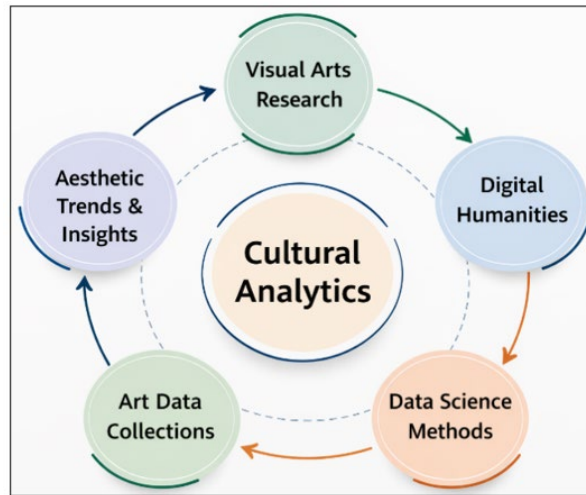 Visual Arts
Research
Digital
Humanities
Data Science
Methods
Art Data
Collections
Aesthetic
Trends &
Insights
Cultural
Analytics